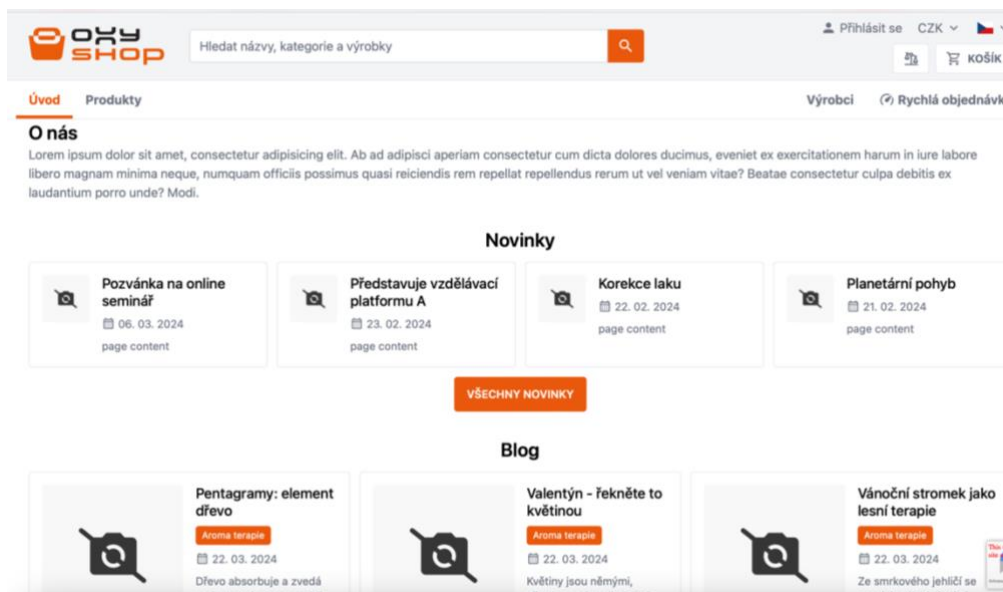 OXY
SHOP
Hledat názvy, kategorie a výrobky
Přihlásit se CZK
KOŠÍK
Úvod Produkty Výrobci Rychlá objednávk
O nás
Lorem ipsum dolor sit amet, consectetur adipisicing elit. Ab ad adipisci aperiam consectetur cum dicta dolores ducimus, eveniet ex exercitationem harum in iure labore
libero magnam minima neque, numquam officiis possimus quasi reiciendis rem repellat repellendus rerum ut vel veniam vitae? Beatae consectetur culpa debitis ex
laudantium porro unde? Modi.
Novinky
Pozvánka na online
seminář
06. 03. 2024
page content
Představuje vzdělávací
platformu A
23. 02. 2024
page content
Korekce laku
22. 02. 2024
page content
Planetární pohyb
21. 02. 2024
page content
VŠECHNY NOVINKY
Blog
Pentagramy: element
dřevo
Aroma terapie
22. 03. 2024
Dřevo absorbuje a zvedá
Valentýn - řekněte to
květinou
Aroma terapie
22. 03. 2024
Květiny jsou němými,
Vánoční stromek jako
lesní terapie
Aroma terapie
22. 03. 2024
Ze smrkového jehličí se